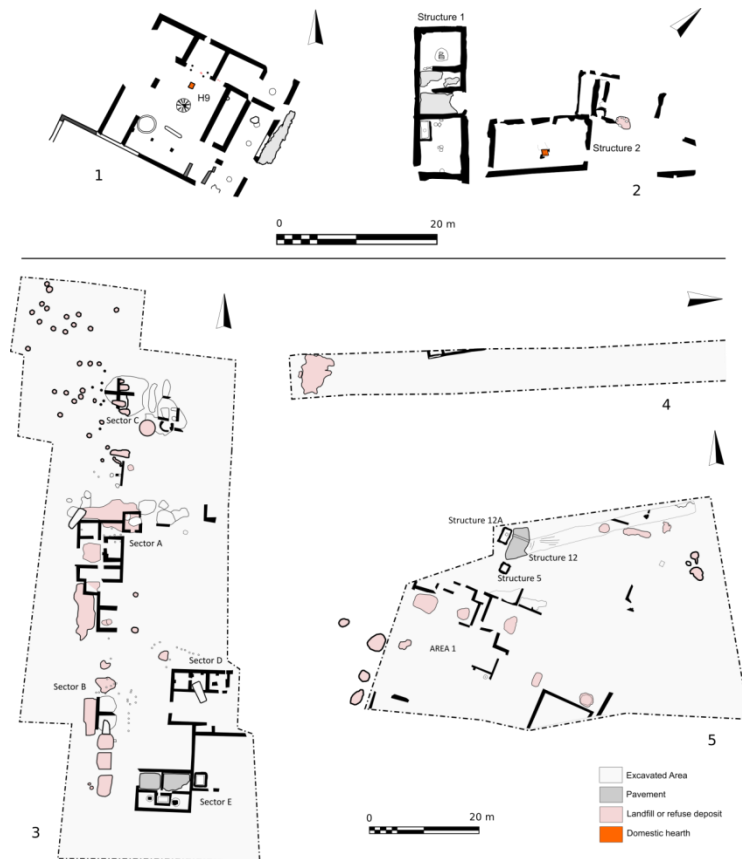 Structure 1
H9
Structure 2
1
2
0 20 m
4
Sector C
Structure 12A
Sector A
Structure 12
Structure 5
AREA 1
Sector D
Sector B
5
Excavated Area
Pavement
Landfill or refuse deposit
Domestic hearth
Sector E
0 20 m
3